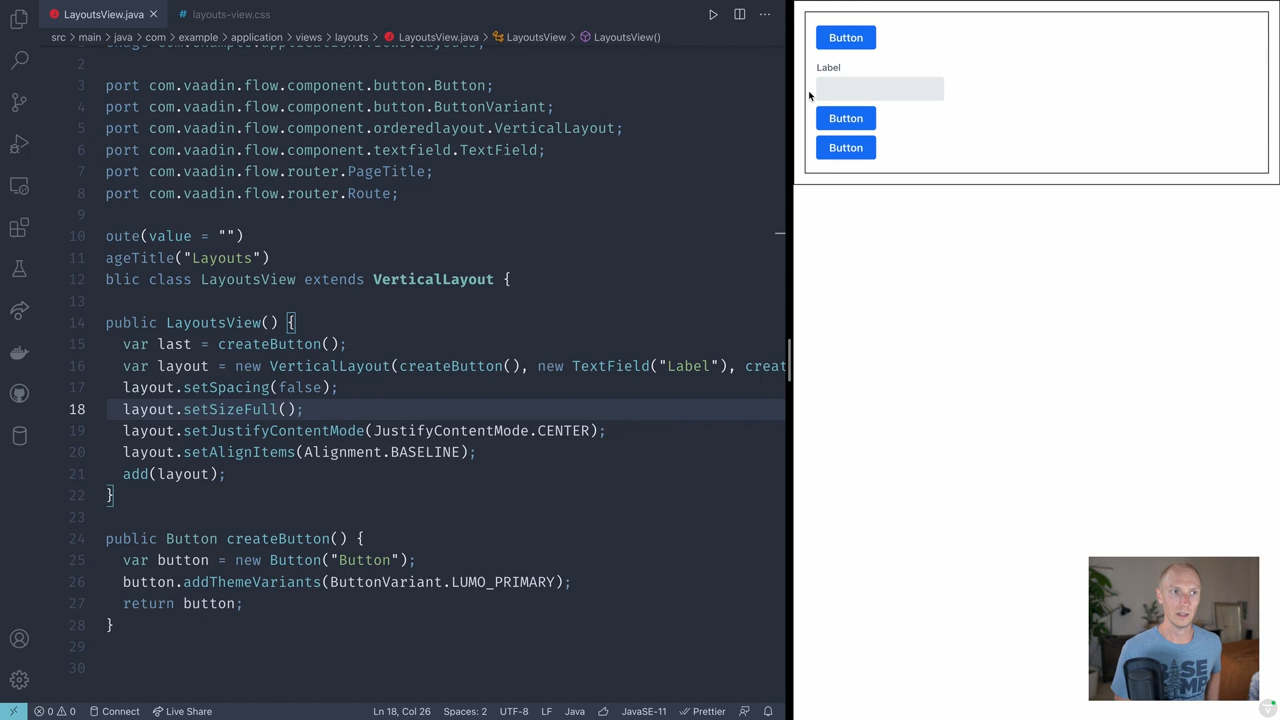 LayoutsView.java
layouts-view.css
src › main › java › com › example › application › views › layouts › LayoutsView.java › LayoutsView › LayoutsView()
2
3 port com.vaadin.flow.component.button.Button;
4 port com.vaadin.flow.component.button.ButtonVariant;
5 port com.vaadin.flow.component.orderedlayout.VerticalLayout;
6 port com.vaadin.flow.component.textfield.TextField;
7 port com.vaadin.flow.router.PageTitle;
8 port com.vaadin.flow.router.Route;
9
10 oute(value = "")
11 ageTitle("Layouts")
12 blic class LayoutsView extends VerticalLayout {
13
14 public LayoutsView() {
15 var last = createButton();
16 var layout = new VerticalLayout(createButton(), new TextField("Label"), creat
17 layout.setSpacing(false);
18 layout.setSizeFull();
19 layout.setJustifyContentMode(JustifyContentMode.CENTER);
20 layout.setAlignItems(Alignment.BASELINE);
21 add(layout);
22 }
23
24 public Button createButton() {
25 var button = new Button("Button");
26 button.addThemeVariants(ButtonVariant.LUMO_PRIMARY);
27 return button;
28 }
29
30
0 0 Connect Live Share Ln 18, Col 26 Spaces: 2 UTF-8 LF Java JavaSE-11 Prettier
Button
Label
Button
Button
BASE